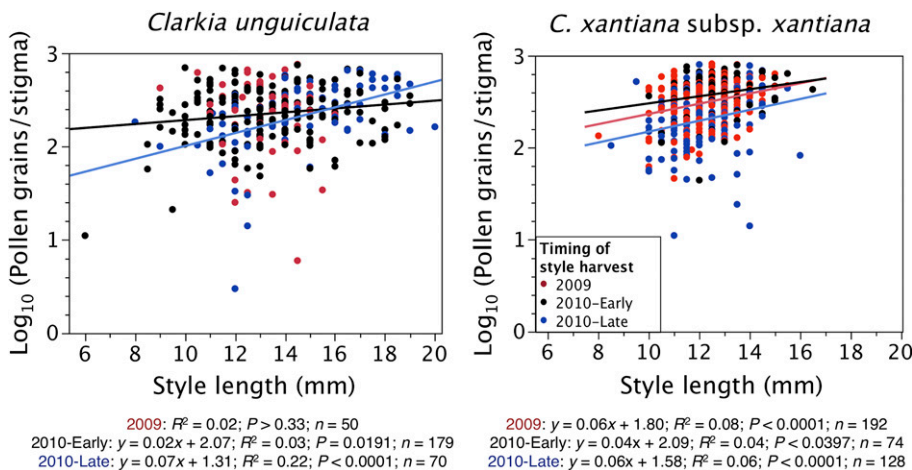 Clarkia unguiculata
3
2
1
0
Log10 (Pollen grains/stigma)
6 8 10 12 14 16 18 20
Style length (mm)
2009: R² = 0.02; P > 0.33; n = 50
2010-Early: y = 0.02x + 2.07; R² = 0.03; P = 0.0191; n = 179
2010-Late: y = 0.07x + 1.31; R² = 0.22; P < 0.0001; n = 70
C. xantiana subsp. xantiana
3
2
1
0
Log10 (Pollen grains/stigma)
Timing of
style harvest
2009
2010-Early
2010-Late
6 8 10 12 14 16 18 20
Style length (mm)
2009: y = 0.06x + 1.80; R² = 0.08; P < 0.0001; n = 192
2010-Early: y = 0.04x + 2.09; R² = 0.04; P < 0.0397; n = 74
2010-Late: y = 0.06x + 1.58; R² = 0.06; P < 0.0001; n = 128